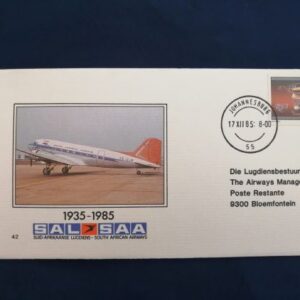 JOHANNESBURG
17 XII 85: 8-00
55
1935-1985
SAL SAA
SUID-AFRIKAANSE LUGDIENS - SOUTH AFRICAN AIRWAYS
42
Die Lugdiensbestuur
The Airways Manag
Poste Restante
9300 Bloemfontein